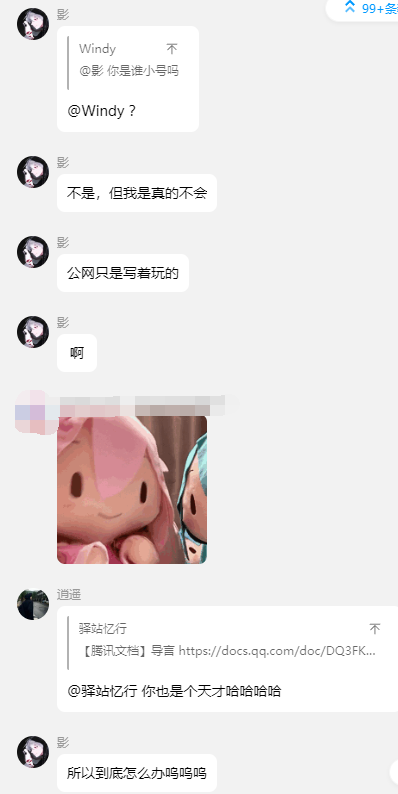 99+条
影
Windy
@影 你是谁小号吗
@Windy ？
影
不是，但我是真的不会
影
公网只是写着玩的
影
啊
逍遥
驿站忆行
【腾讯文档】导言 https://docs.qq.com/doc/DQ3FK...
@驿站忆行 你也是个天才哈哈哈哈
影
所以到底怎么办呜呜呜